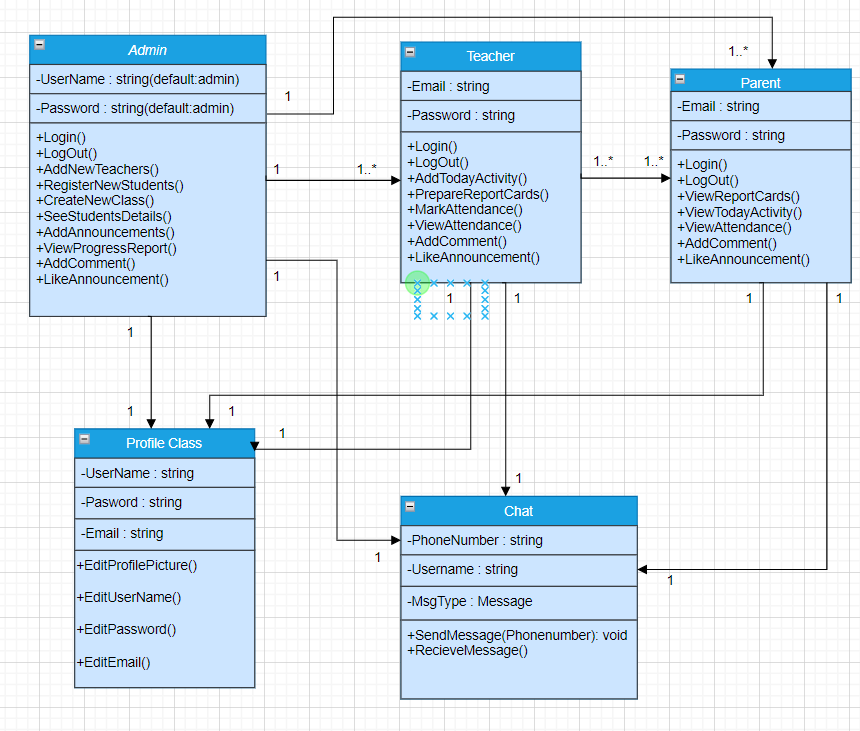 Admin
-UserName : string(default:admin)
-Password : string(default:admin)
+Login()
+LogOut()
+AddNewTeachers()
+RegisterNewStudents()
+CreateNewClass()
+SeeStudentsDetails()
+AddAnnouncements()
+ViewProgressReport()
+AddComment()
+LikeAnnouncement()
1
1
1..*
1
1
1..*
Teacher
-Email : string
-Password : string
+Login()
+LogOut()
+AddTodayActivity()
+PrepareReportCards()
+MarkAttendance()
+ViewAttendance()
+AddComment()
+LikeAnnouncement()
1..*
1..*
1
1
Parent
-Email : string
-Password : string
+Login()
+LogOut()
+ViewReportCards()
+ViewTodayActivity()
+ViewAttendance()
+AddComment()
+LikeAnnouncement()
1
1
1
1
1
Profile Class
-UserName : string
-Pasword : string
-Email : string
+EditProfilePicture()
+EditUserName()
+EditPassword()
+EditEmail()
1
1
1
Chat
-PhoneNumber : string
-Username : string
-MsgType : Message
+SendMessage(Phonenumber): void
+RecieveMessage()